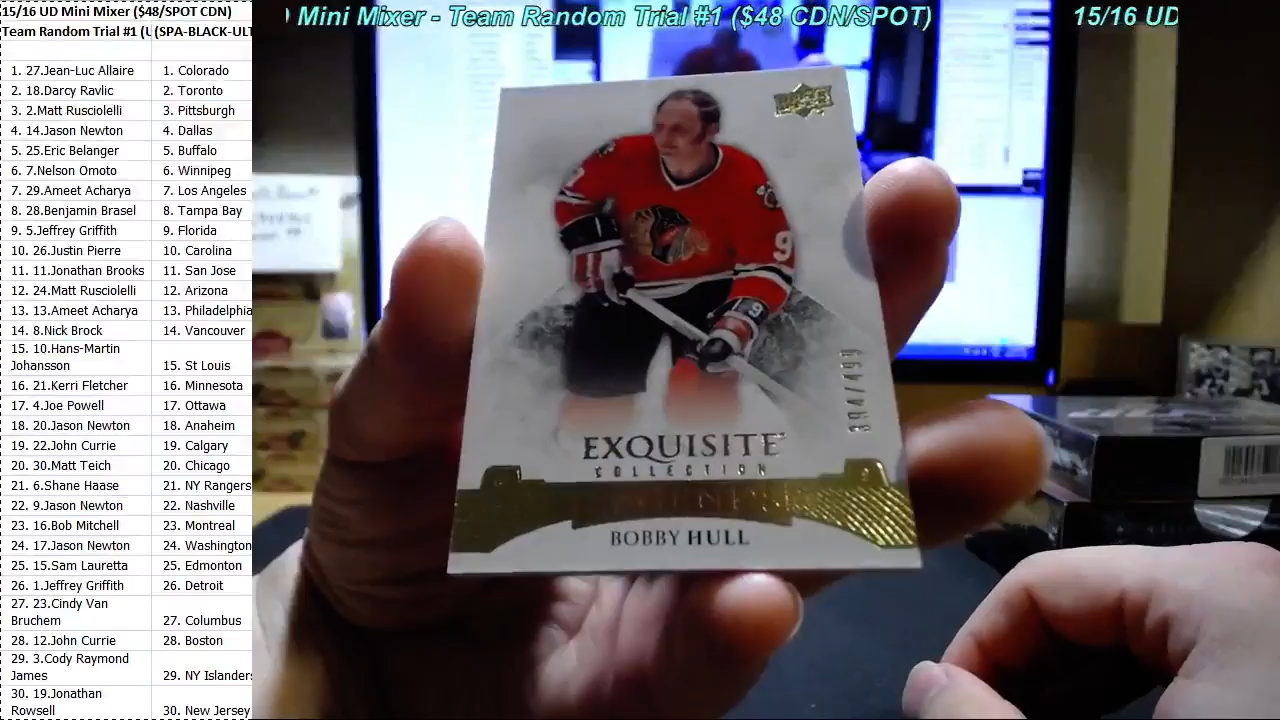 15/16 UD Mini Mixer ($48/SPOT CDN)
Team Random Trial #1 (U (SPA-BLACK-ULT
1. 27.Jean-Luc Allaire 1. Colorado
2. 18.Darcy Ravlic 2. Toronto
3. 2.Matt Rusciolelli 3. Pittsburgh
4. 14.Jason Newton 4. Dallas
5. 25.Eric Belanger 5. Buffalo
6. 7.Nelson Omoto 6. Winnipeg
7. 29.Ameet Acharya 7. Los Angeles
8. 28.Benjamin Brasel 8. Tampa Bay
9. 5.Jeffrey Griffith 9. Florida
10. 26.Justin Pierre 10. Carolina
11. 11.Jonathan Brooks 11. San Jose
12. 24.Matt Rusciolelli 12. Arizona
13. 13.Ameet Acharya 13. Philadelphia
14. 8.Nick Brock 14. Vancouver
15. 10.Hans-Martin
Johansson 15. St Louis
16. 21.Kerri Fletcher 16. Minnesota
17. 4.Joe Powell 17. Ottawa
18. 20.Jason Newton 18. Anaheim
19. 22.John Currie 19. Calgary
20. 30.Matt Teich 20. Chicago
21. 6.Shane Haase 21. NY Rangers
22. 9.Jason Newton 22. Nashville
23. 16.Bob Mitchell 23. Montreal
24. 17.Jason Newton 24. Washington
25. 15.Sam Lauretta 25. Edmonton
26. 1.Jeffrey Griffith 26. Detroit
27. 23.Cindy Van
Bruchem 27. Columbus
28. 12.John Currie 28. Boston
29. 3.Cody Raymond
James 29. NY Islanders
30. 19.Jonathan
Rowsell 30. New Jersey
) Mini Mixer - Team Random Trial #1 ($48 CDN/SPOT) 15/16 UD
UPPER DECK
9
9
394/499
EXQUISITE
COLLECTION
BOBBY HULL